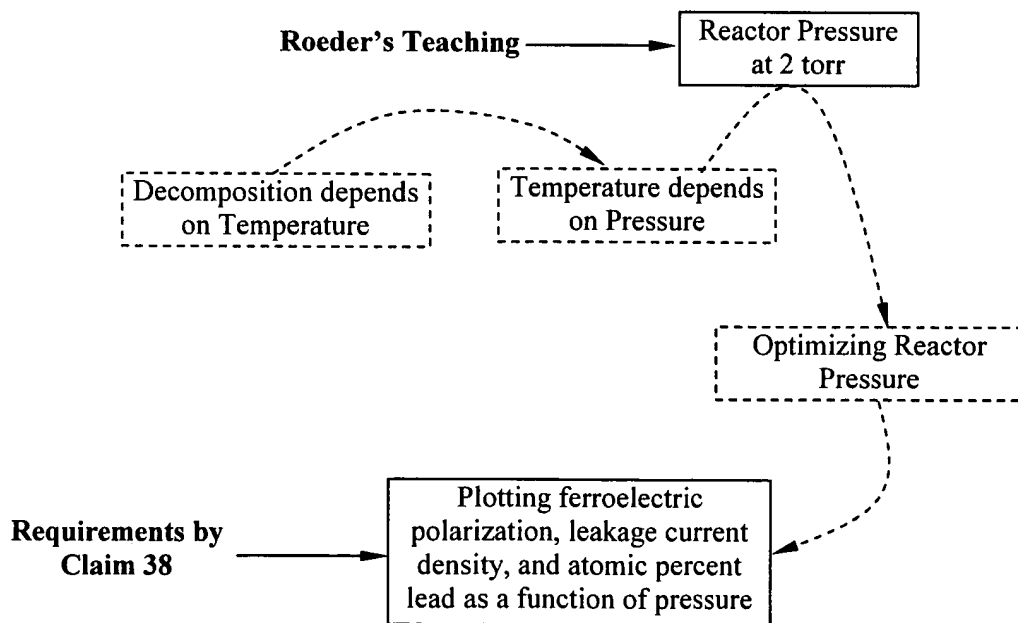 Roeder's Teaching
Reactor Pressure
at 2 torr
Decomposition depends
on Temperature
Temperature depends
on Pressure
Optimizing Reactor
Pressure
Requirements by
Claim 38
Plotting ferroelectric
polarization, leakage current
density, and atomic percent
lead as a function of pressure